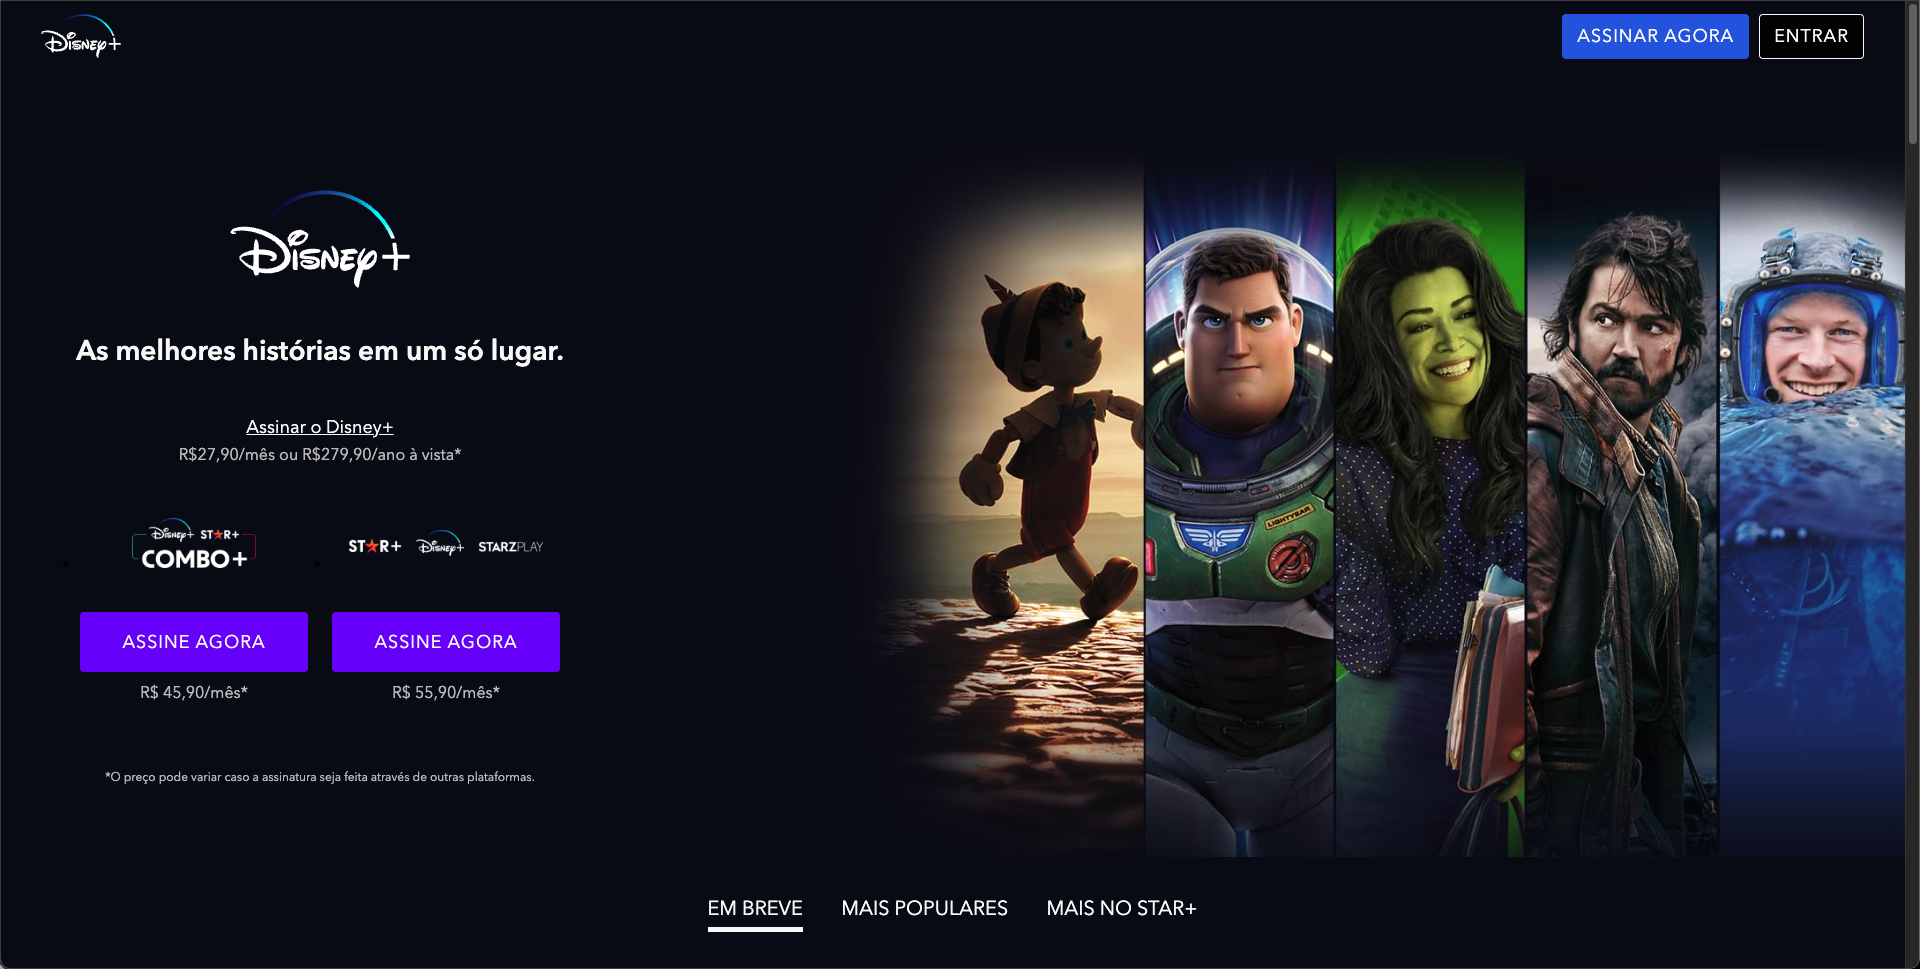 Disney+
ASSINAR AGORA
ENTRAR
Disney+
As melhores histórias em um só lugar.
Assinar o Disney+
R$27,90/mês ou R$279,90/ano à vista*
Disney+ STAR+
COMBO+
STAR+ Disney+ STARZPLAY
ASSINE AGORA
R$ 45,90/mês*
ASSINE AGORA
R$ 55,90/mês*
*O preço pode variar caso a assinatura seja feita através de outras plataformas.
LIGHTYEAR
EM BREVE
MAIS POPULARES
MAIS NO STAR+